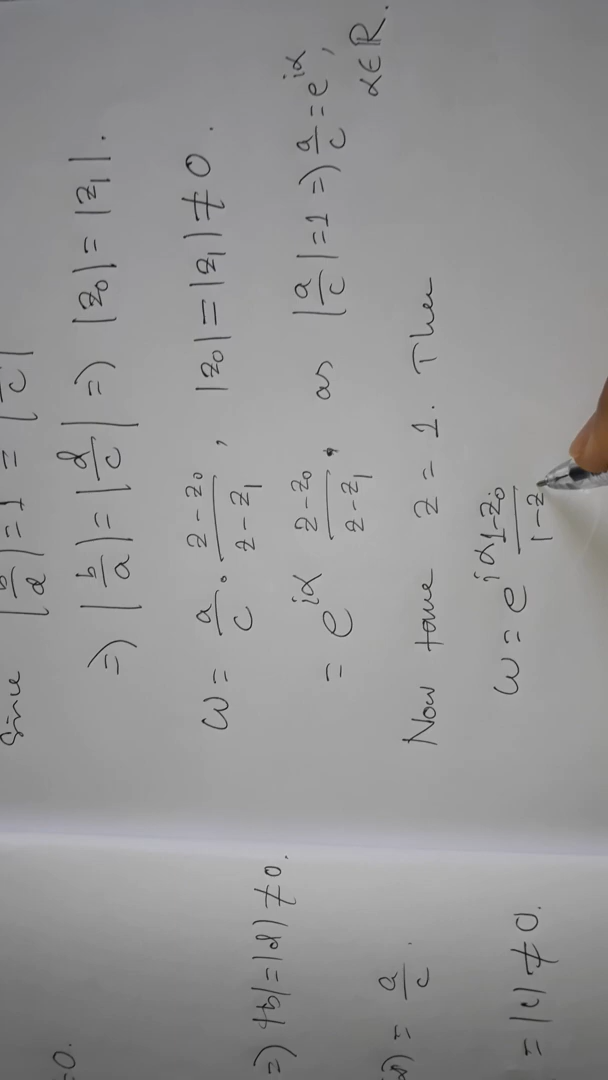 Since |b/d| = 1 = |/c|
=) |b/a| = |d/c| =) |z₀| = |z₁|.
ω = a/c . (z - z₀)/(z - z₁) , |z₀| = |z₁| ≠ 0.
= e^{iα} (z - z₀)/(z - z₁) . as |a/c| = 1 =) a/c = e^{iα}, α ∈ R.
Now take z = 1. Then
ω = e^{iα} (1 - z₀)/(1 - z
= 0.
=) |b| = |d| ≠ 0.
) = a/c.
= |c| ≠ 0.